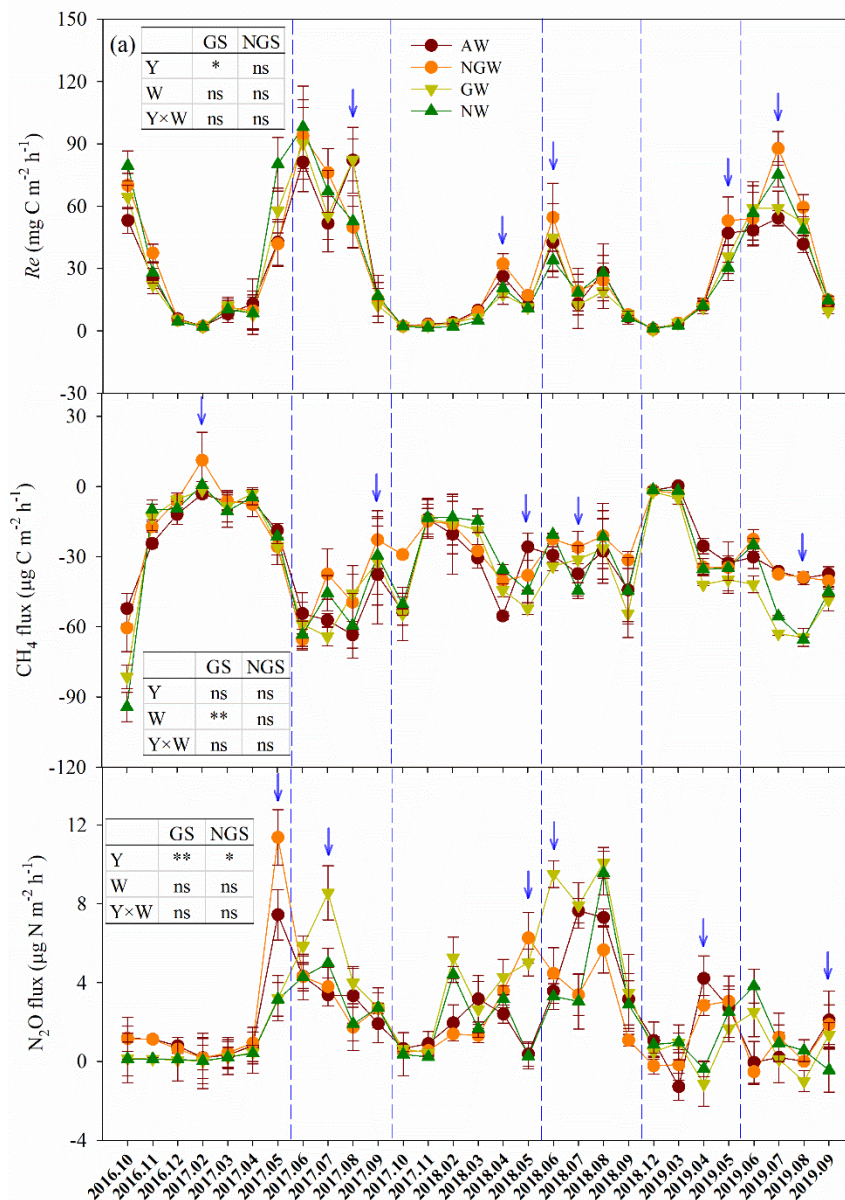 (a)
GS NGS
Y * ns
W ns ns
Y×W ns ns
AW
NGW
GW
NW
150
120
90
60
30
0
-30
Re (mg C m⁻² h⁻¹)
30
0
-30
-60
-90
-120
CH₄ flux (μg C m⁻² h⁻¹)
GS NGS
Y ns ns
W ** ns
Y×W ns ns
12
8
4
0
-4
N₂O flux (μg N m⁻² h⁻¹)
GS NGS
Y ** *
W ns ns
Y×W ns ns
2016.10
2016.11
2016.12
2017.02
2017.03
2017.04
2017.05
2017.06
2017.07
2017.08
2017.09
2017.10
2017.11
2018.02
2018.03
2018.04
2018.05
2018.06
2018.07
2018.08
2018.09
2018.12
2019.03
2019.04
2019.05
2019.06
2019.07
2019.08
2019.09